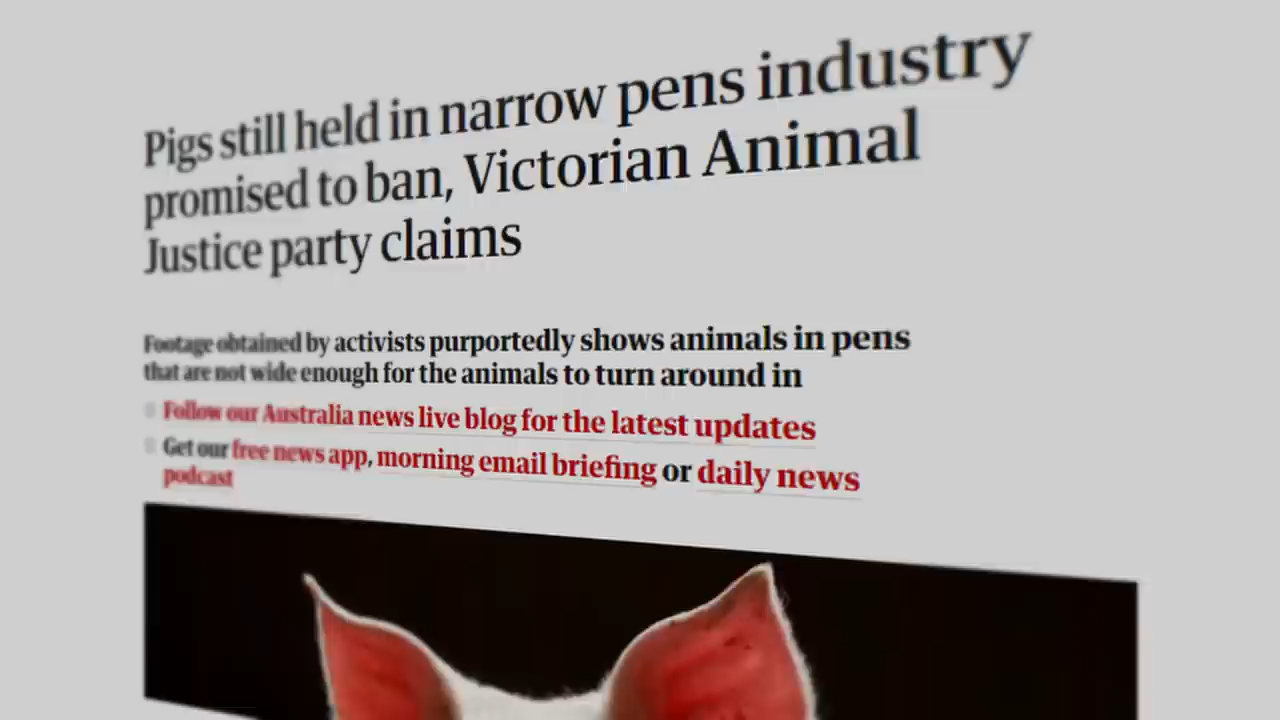 Pigs still held in narrow pens industry
promised to ban, Victorian Animal
Justice party claims
Footage obtained by activists purportedly shows animals in pens
that are not wide enough for the animals to turn around in
Follow our Australia news live blog for the latest updates
Get our free news app, morning email briefing or daily news
podcast